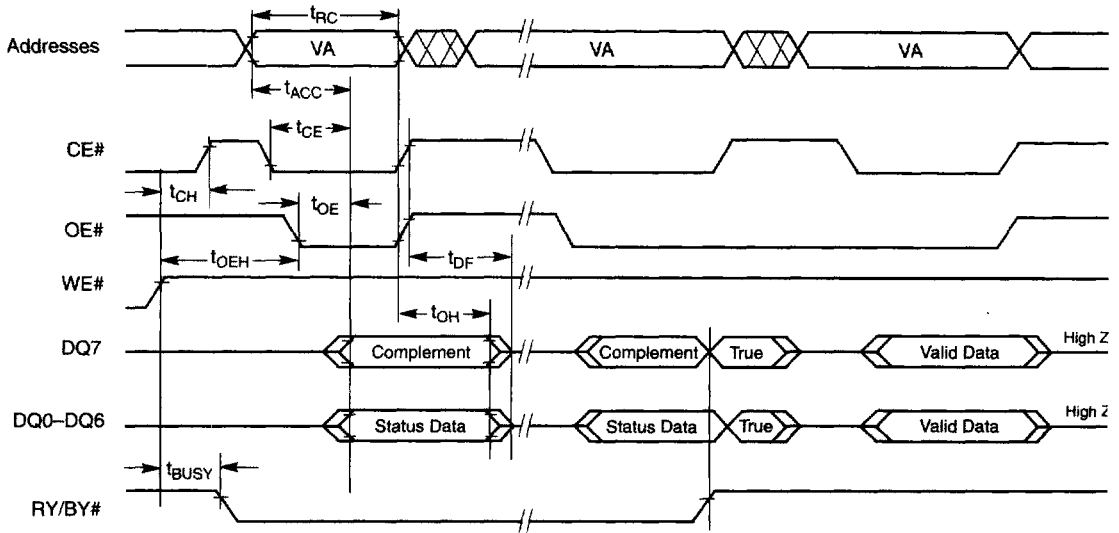 tRC
Addresses VA VA VA
tACC
tCE
CE#
tCH
tOE
OE#
tOEH
tDF
WE#
tOH
DQ7 Complement Complement True Valid Data High Z
DQ0–DQ6 Status Data Status Data True Valid Data High Z
tBUSY
RY/BY#